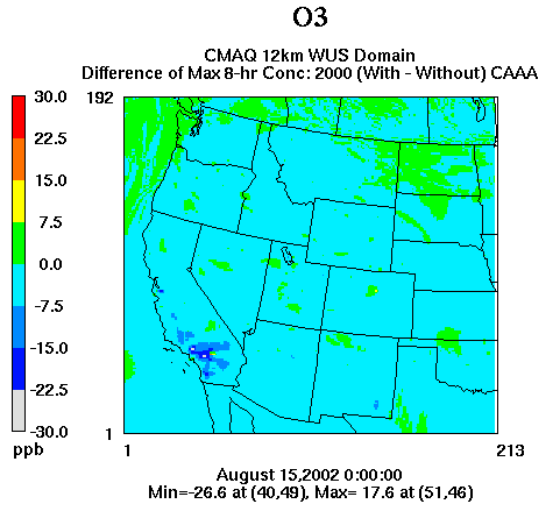 O3
CMAQ 12km WUS Domain
Difference of Max 8-hr Conc: 2000 (With - Without) CAAA
30.0
22.5
15.0
7.5
0.0
-7.5
-15.0
-22.5
-30.0
ppb
192
1
1
213
August 15,2002 0:00:00
Min=-26.6 at (40,49), Max= 17.6 at (51,46)